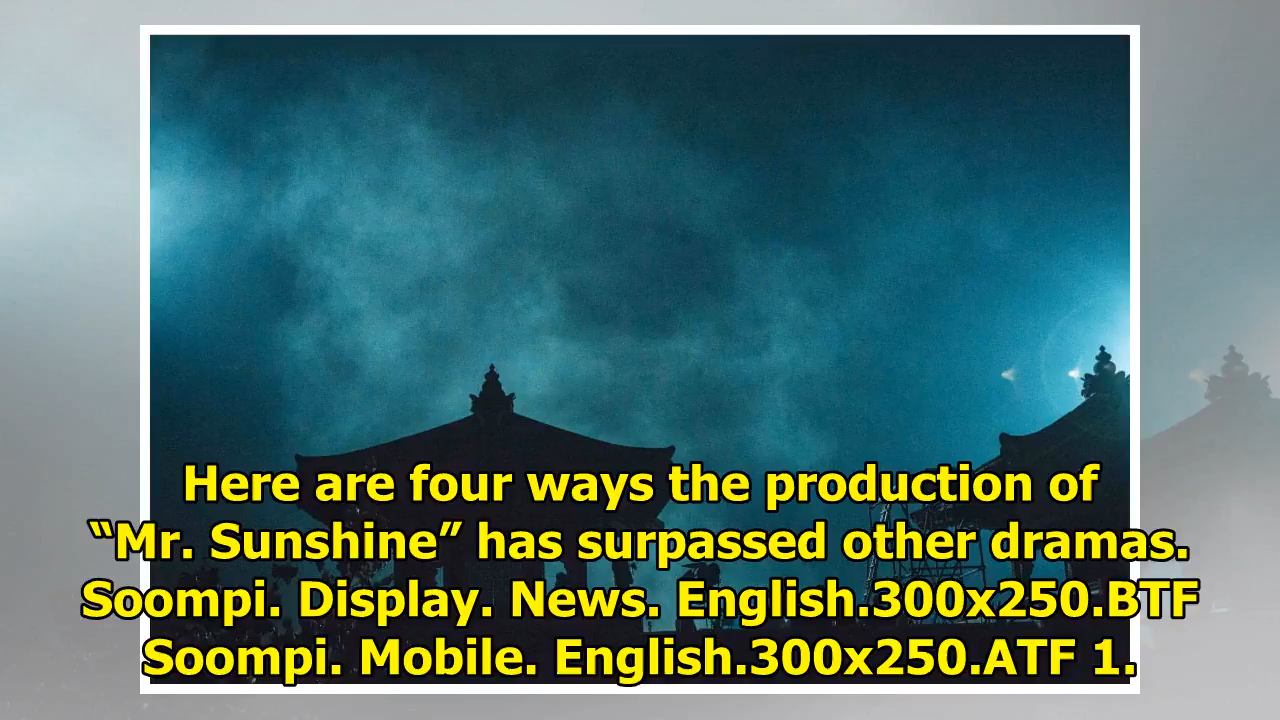 Here are four ways the production of
“Mr. Sunshine” has surpassed other dramas.
Soompi. Display. News. English.300x250.BTF
Soompi. Mobile. English.300x250.ATF 1.